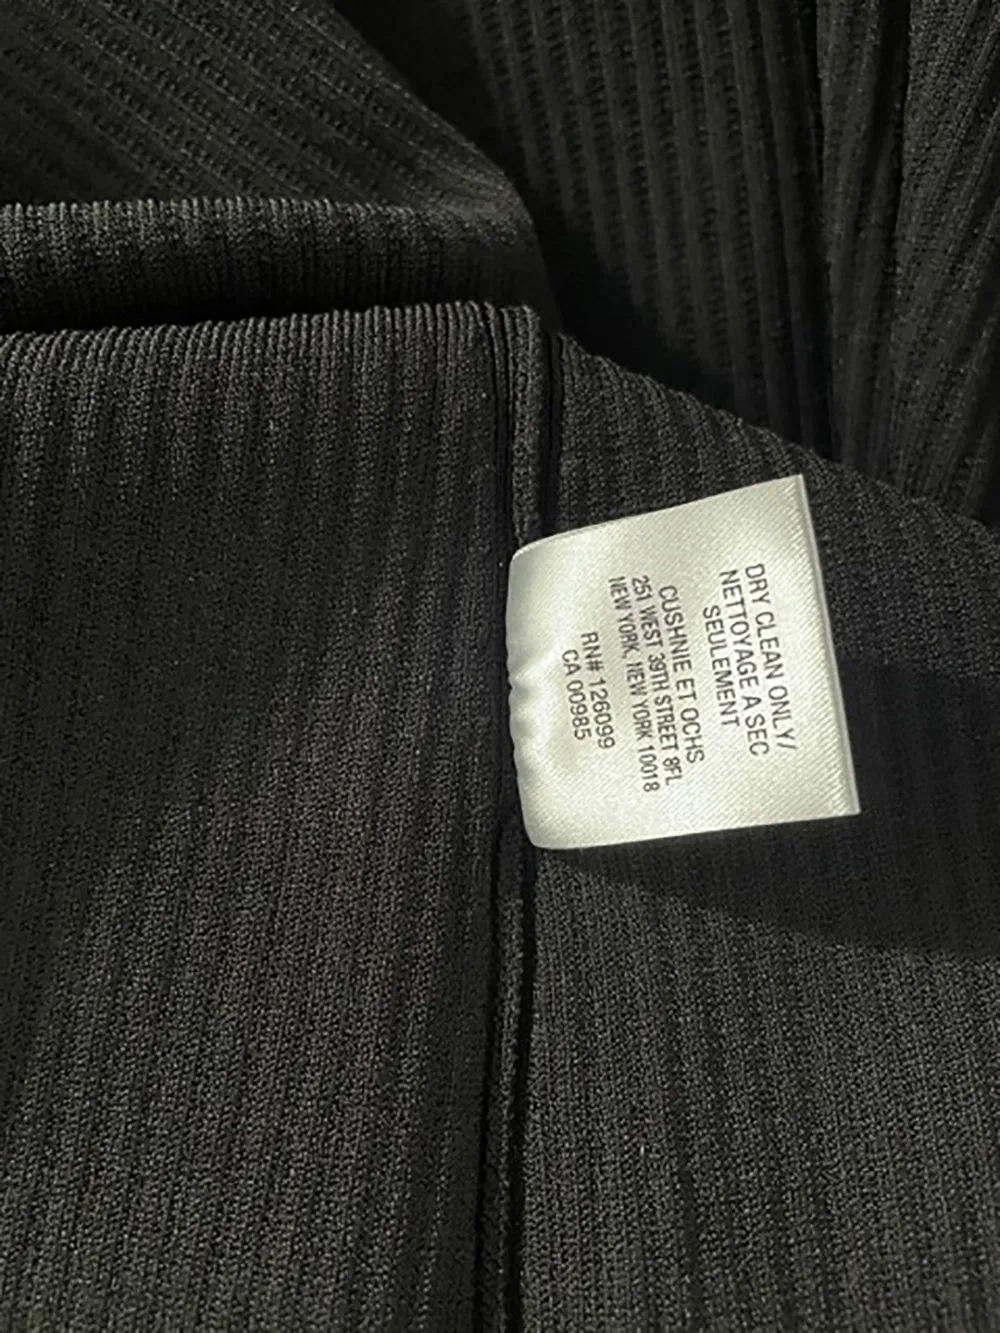 DRY CLEAN ONLY/
NETTOYAGE A SEC
SEULEMENT
CUSHNIE ET OCHS
251 WEST 39TH STREET 8FL
NEW YORK, NEW YORK 10018
RN# 126099
CA 00985